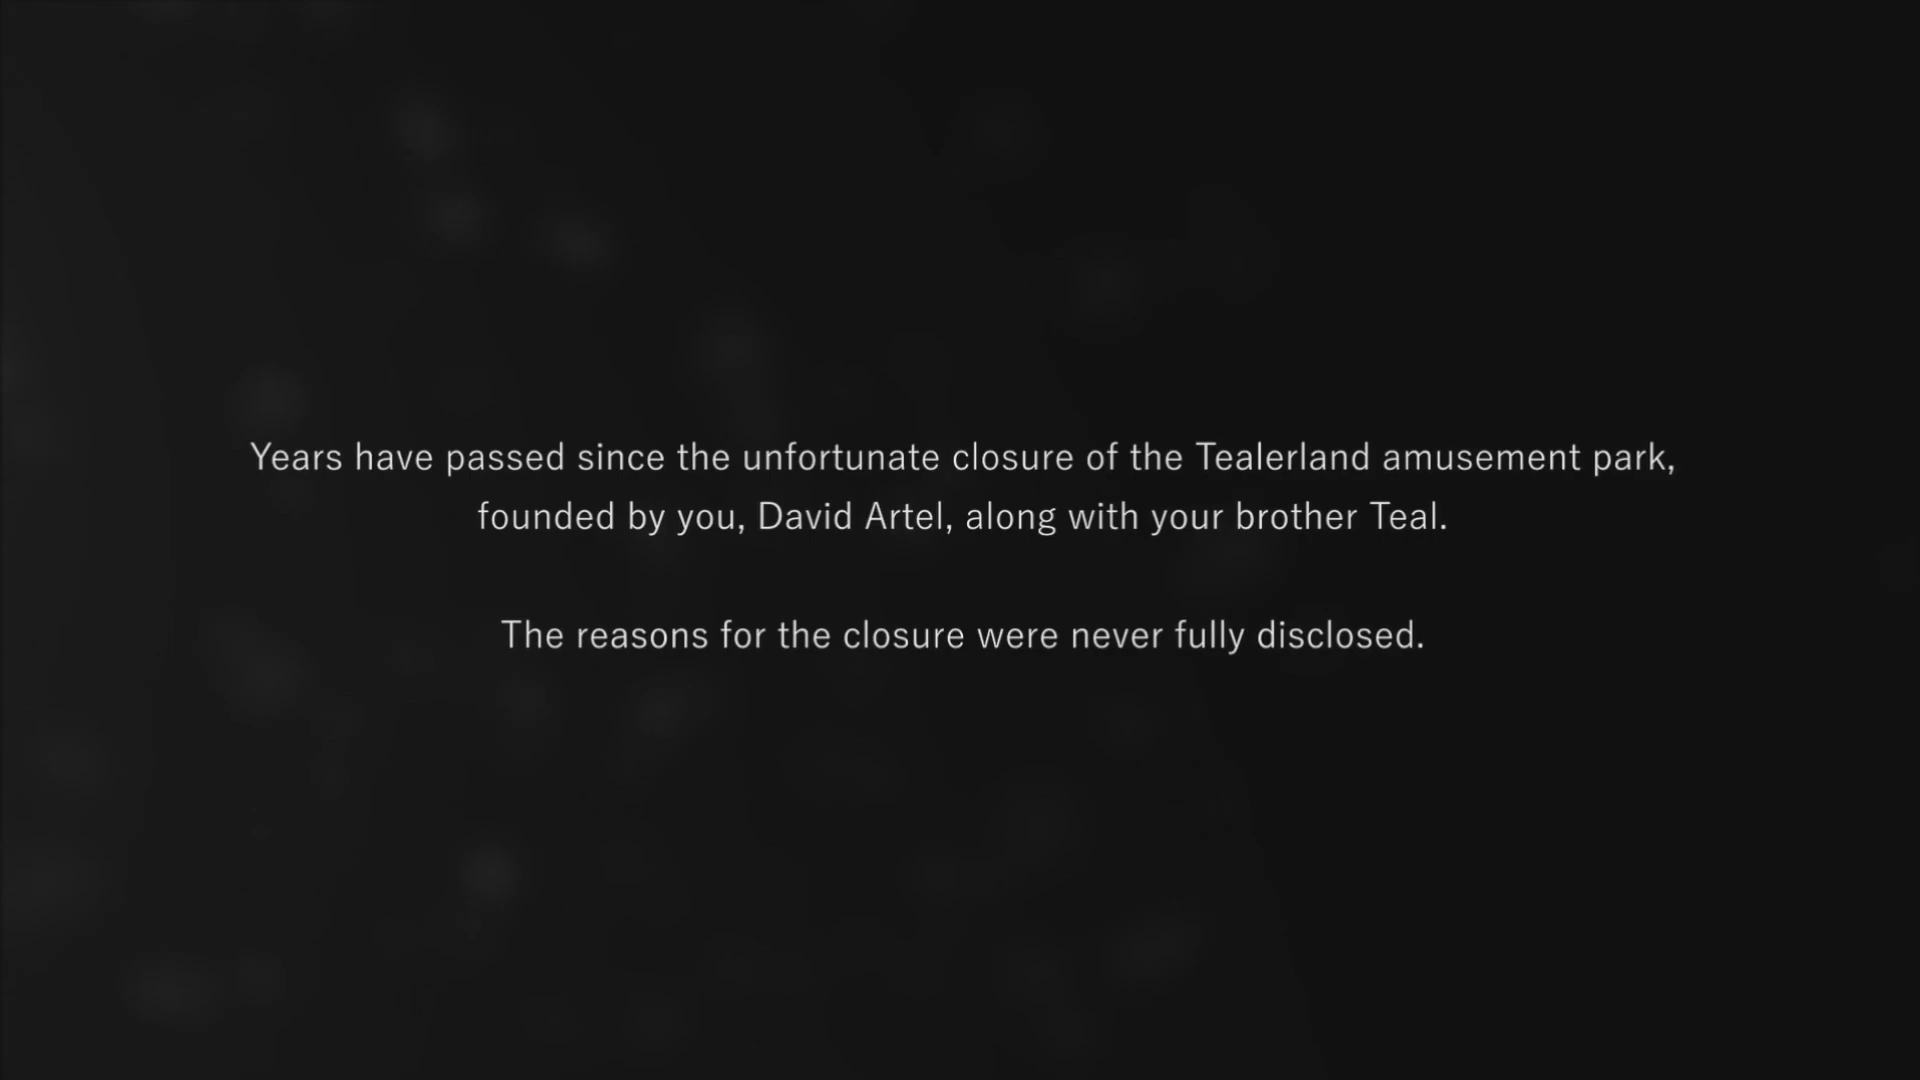 Years have passed since the unfortunate closure of the Tealerland amusement park,
founded by you, David Artel, along with your brother Teal.
The reasons for the closure were never fully disclosed.